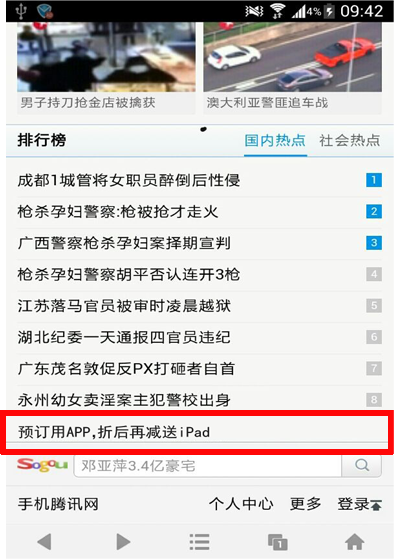 4% 09:42
男子持刀抢金店被擒获 澳大利亚警匪追车战
排行榜 国内热点 社会热点
成都1城管将女职员醉倒后性侵 1
枪杀孕妇警察:枪被抢才走火 2
广西警察枪杀孕妇案择期宣判 3
枪杀孕妇警察胡平否认连开3枪 4
江苏落马官员被审时凌晨越狱 5
湖北纪委一天通报四官员违纪 6
广东茂名敦促反PX打砸者自首 7
永州幼女卖淫案主犯警校出身 8
预订用APP,折后再减送iPad
Sogou 邓亚萍3.4亿豪宅
手机腾讯网 个人中心 更多 登录
1